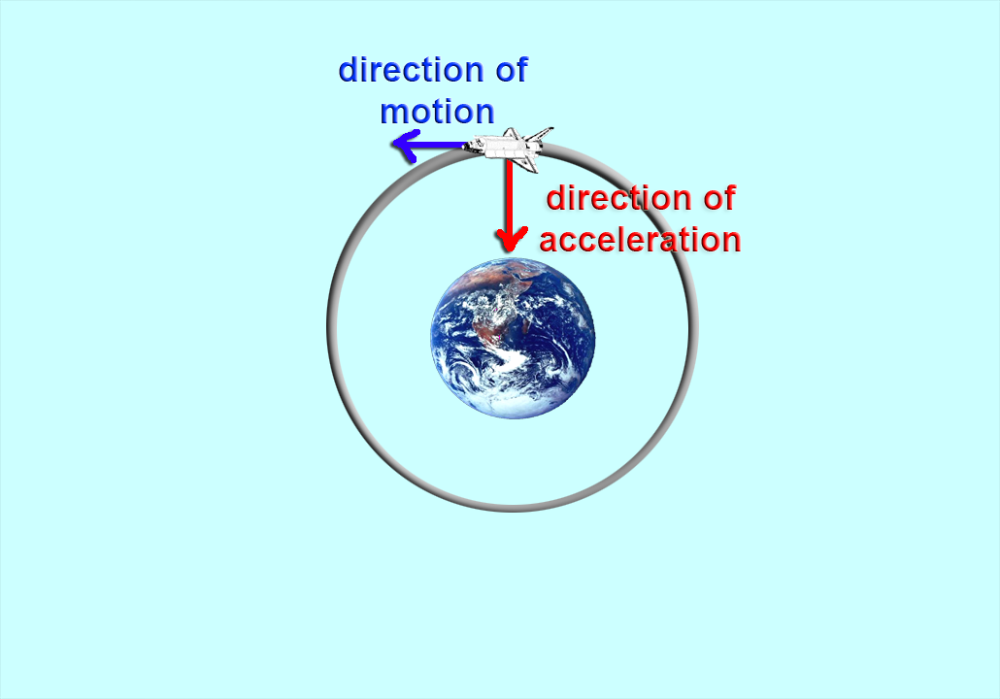 direction of
motion
direction of
acceleration